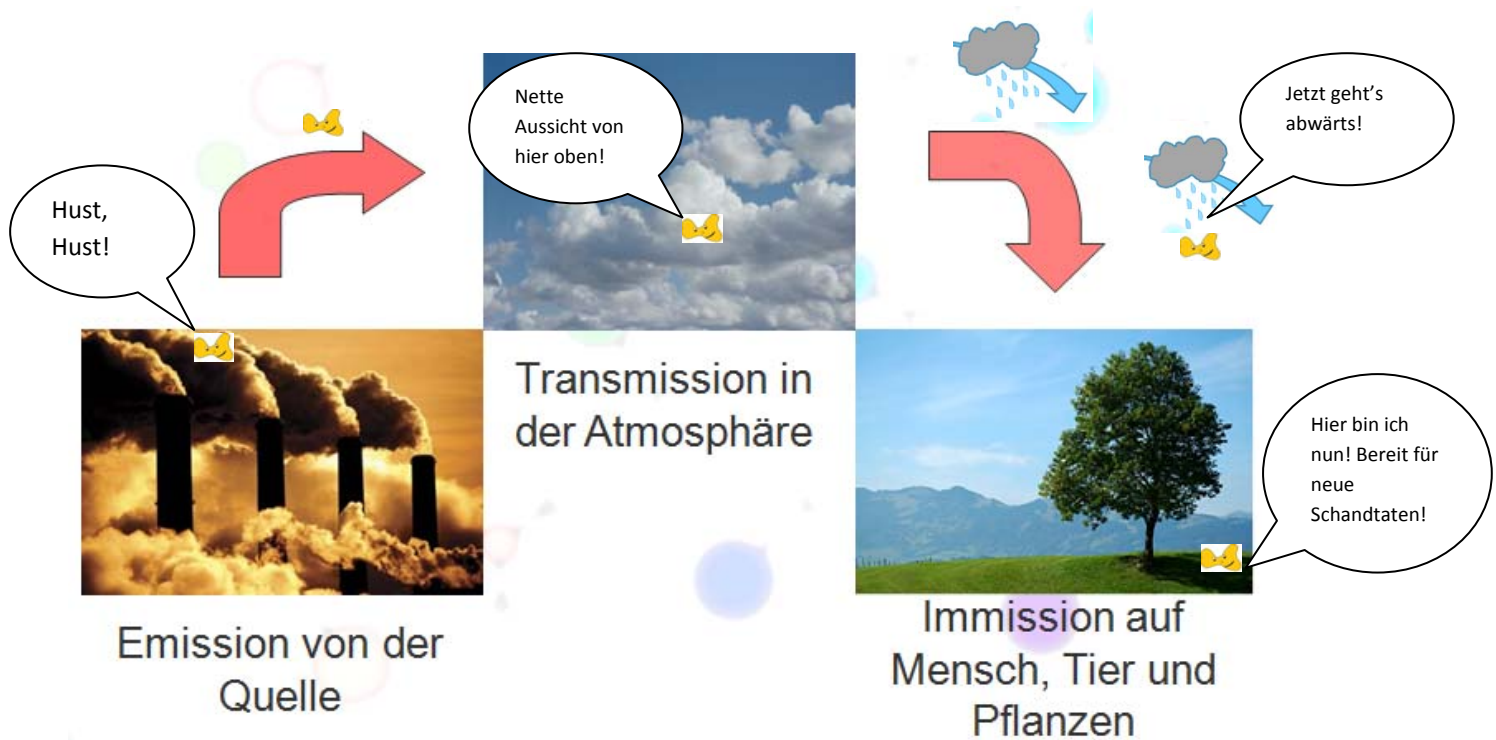 Hust,
Hust!
Nette
Aussicht von
hier oben!
Jetzt geht's
abwärts!
Hier bin ich
nun! Bereit für
neue
Schandtaten!
Emission von der
Quelle
Transmission in
der Atmosphäre
Immission auf
Mensch, Tier und
Pflanzen